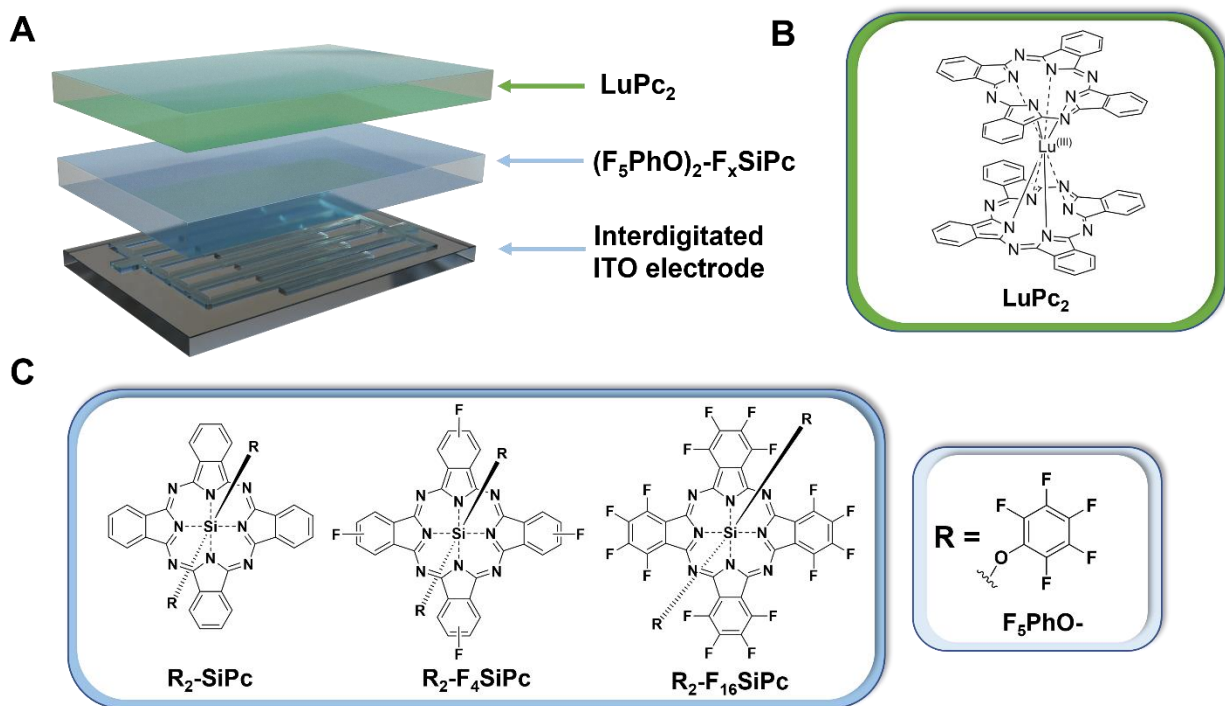 A
LuPc₂
(F₅PhO)₂-FₓSiPc
Interdigitated
ITO electrode
B
N
N
N
N
N
N
N
N
Lu(III)
N
N
N
N
N
N
N
N
LuPc₂
C
R
N
N
N
N
Si
N
N
N
N
R
R₂-SiPc
F
R
N
N
N
F
N
Si
N
F
N
N
N
R
F
R₂-F₄SiPc
F
F
R
F
F
N
N
N
F
F
F
N
Si
N
F
F
F
F
N
N
N
F
R
F
F
F
F
R₂-F₁₆SiPc
F
F
F
R =
O
F
F
F₅PhO-